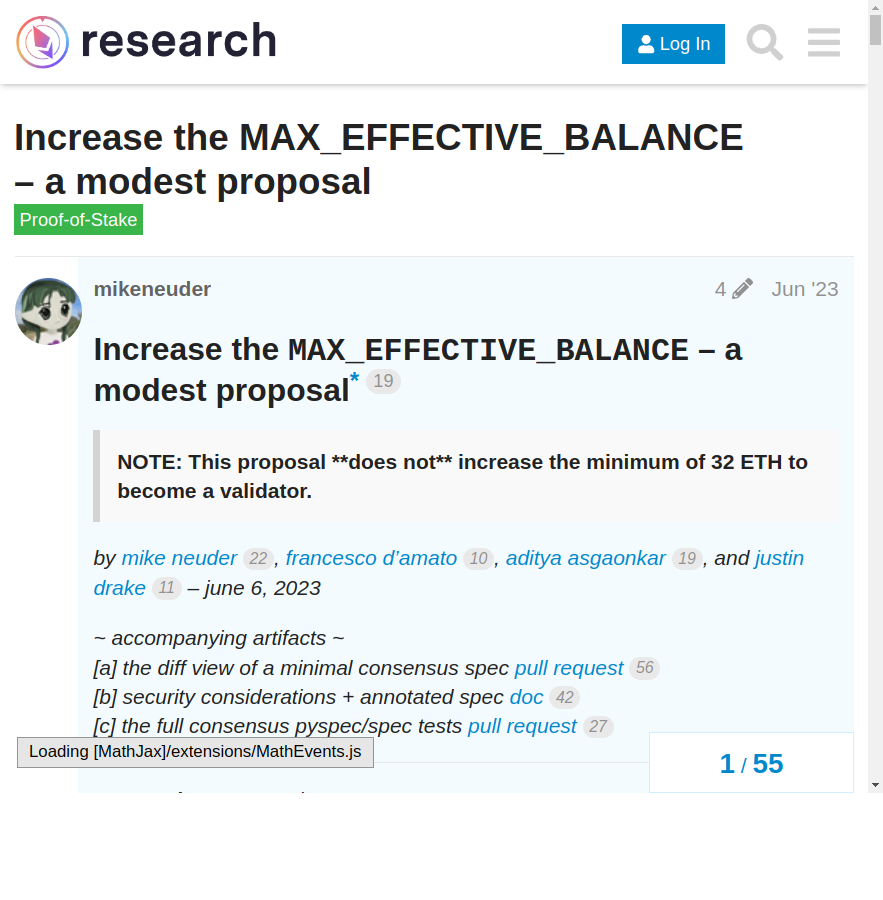 research
Log In
Increase the MAX_EFFECTIVE_BALANCE
– a modest proposal
Proof-of-Stake
mikeneuder 4 Jun '23
Increase the MAX_EFFECTIVE_BALANCE – a
modest proposal* 19
NOTE: This proposal **does not** increase the minimum of 32 ETH to
become a validator.
by mike neuder 22 , francesco d’amato 10 , aditya asgaonkar 19 , and justin
drake 11 – june 6, 2023
~ accompanying artifacts ~
[a] the diff view of a minimal consensus spec pull request 56
[b] security considerations + annotated spec doc 42
[c] the full consensus pyspec/spec tests pull request 27
Loading [MathJax]/extensions/MathEvents.js
1 / 55